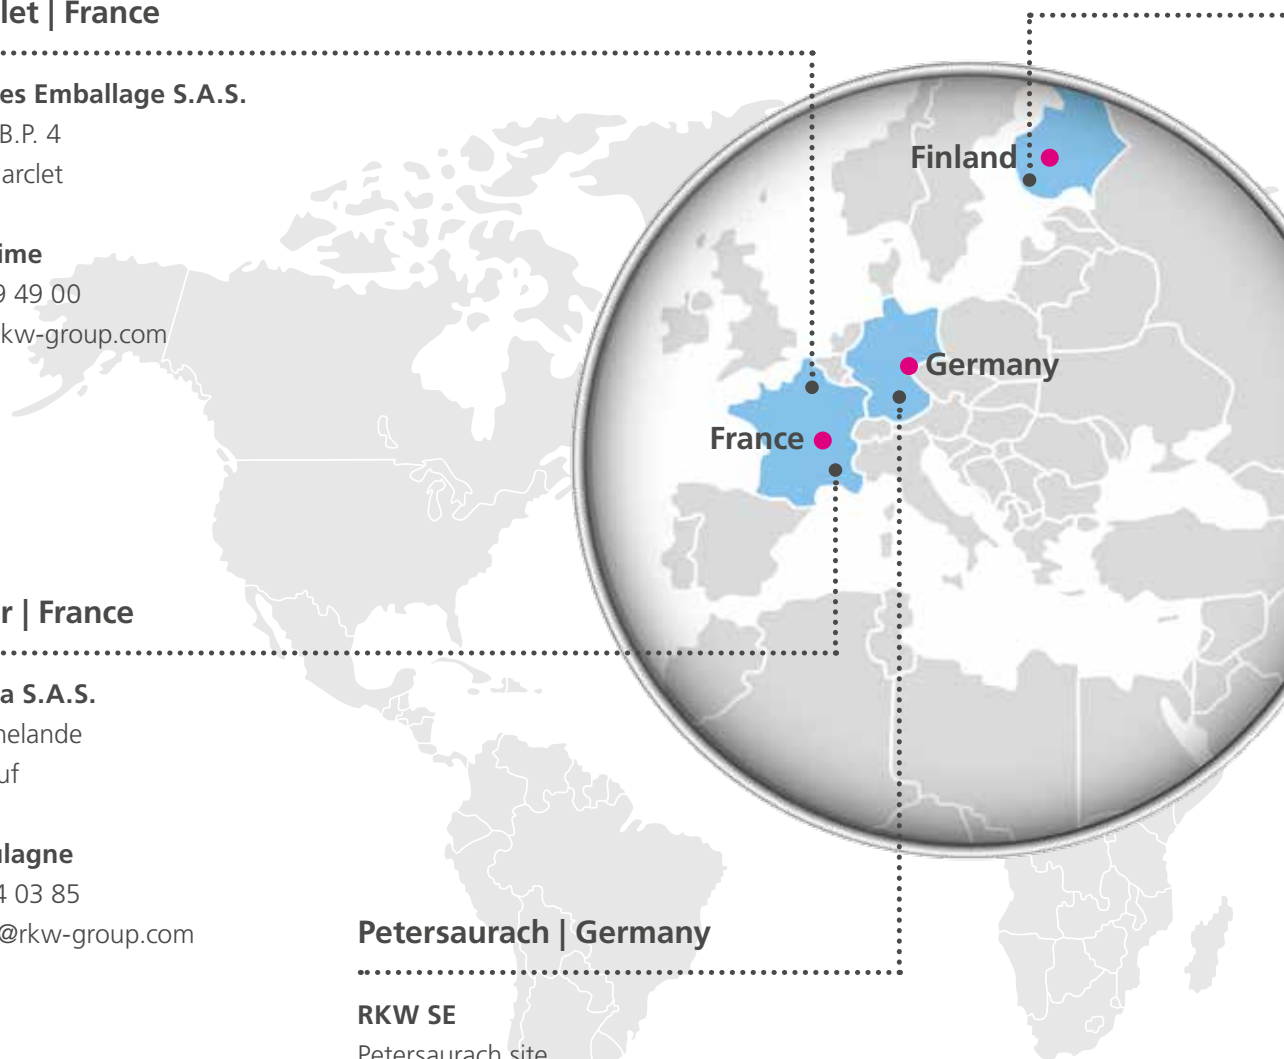 let | France
es Emballage S.A.S.
B.P. 4
arclet
ime
9 49 00
kw-group.com
Finland
Germany
France
r | France
a S.A.S.
nelande
uf
lagne
4 03 85
@rkw-group.com
Petersaurach | Germany
RKW SE
Petersaurach site